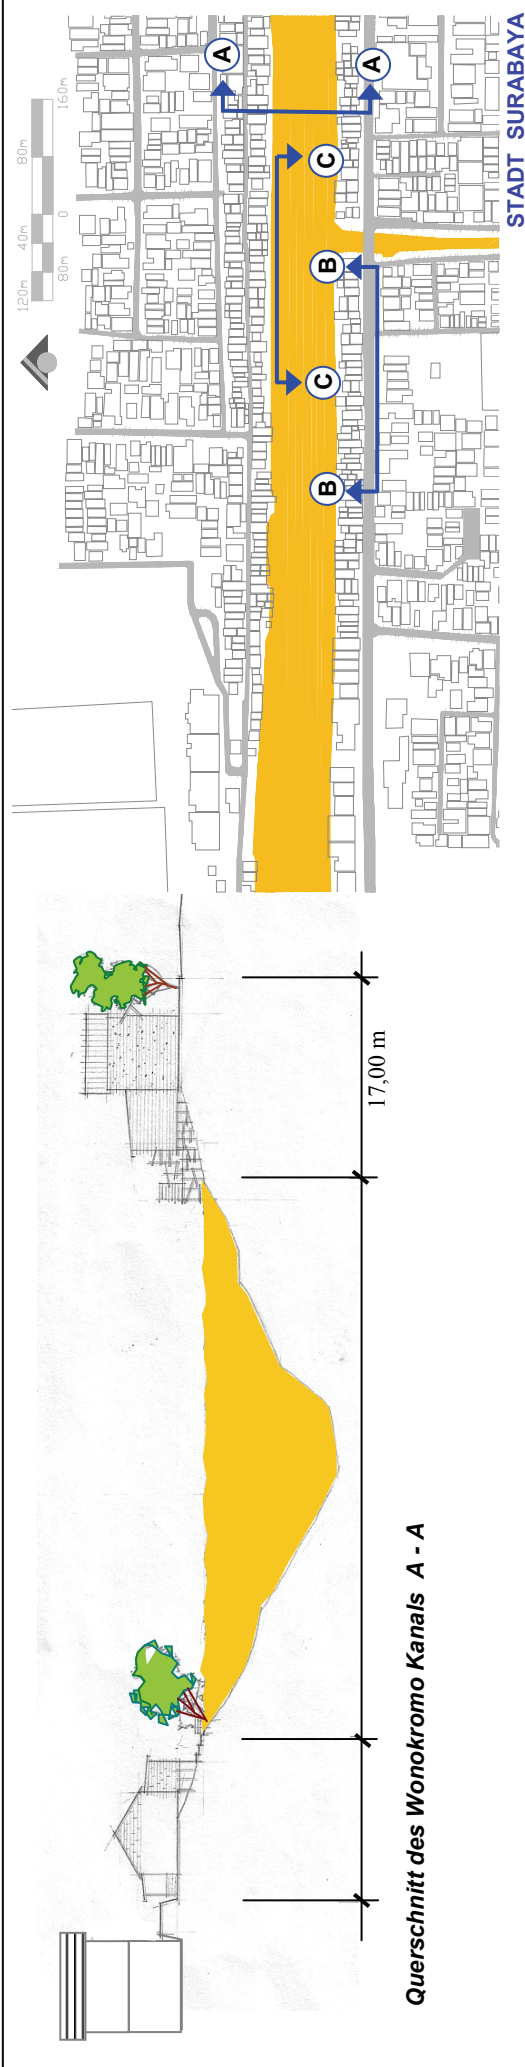 Querschnitt des Wonokromo Kanals A - A
17,00 m
120m 40m 80m
80m 0 160m
A
A
C
C
B
B
STADT SURABAYA